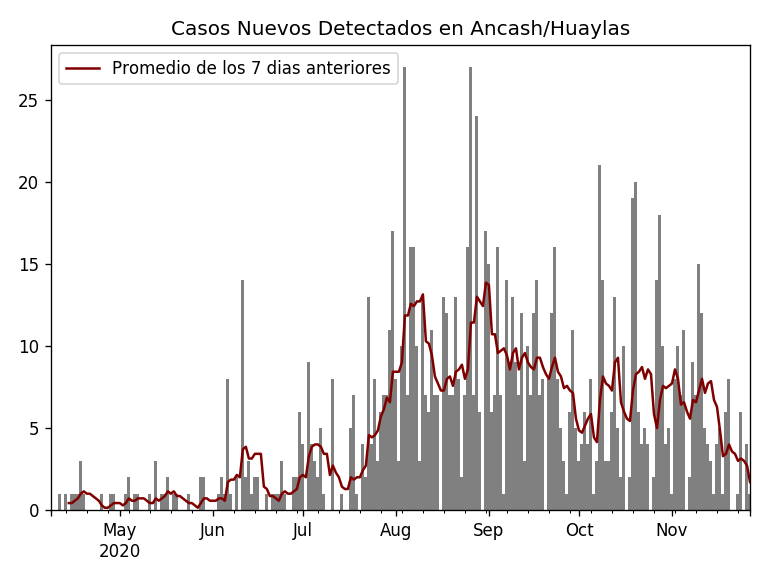 Casos Nuevos Detectados en Ancash/Huaylas
Promedio de los 7 dias anteriores
25
20
15
10
5
0
May Jun Jul Aug Sep Oct Nov
2020